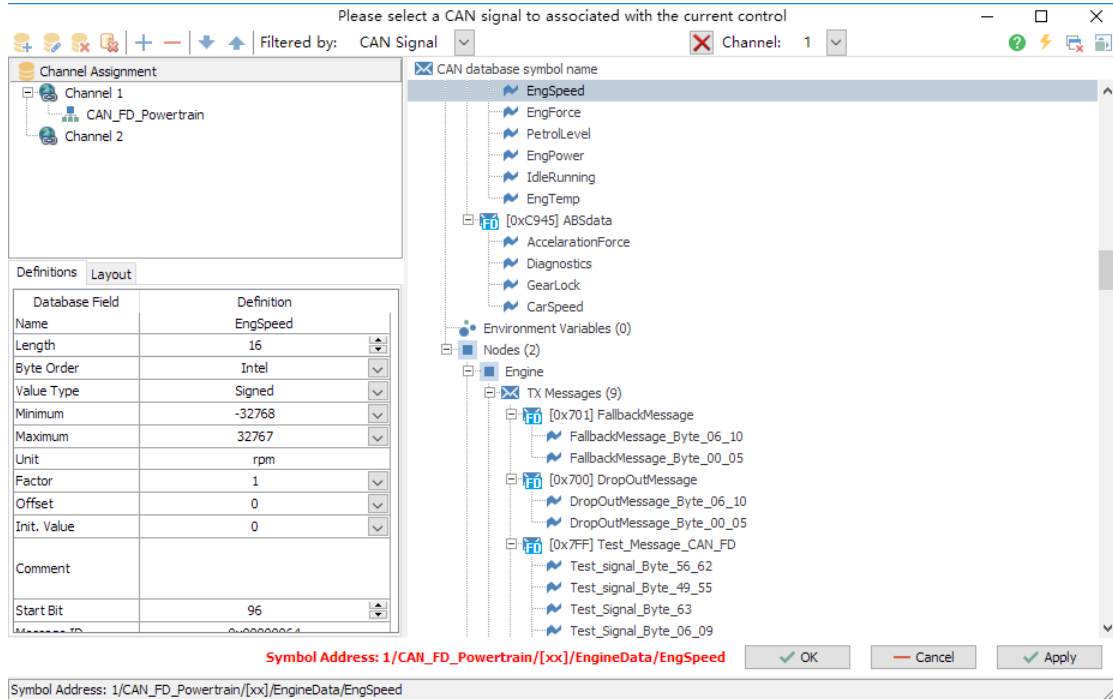 Please select a CAN signal to associated with the current control
Filtered by: CAN Signal Channel: 1
Channel Assignment
Channel 1
CAN_FD_Powertrain
Channel 2
CAN database symbol name
EngSpeed
EngForce
PetrolLevel
EngPower
IdleRunning
EngTemp
[0xC945] ABSdata
AccelarationForce
Diagnostics
GearLock
CarSpeed
Environment Variables (0)
Nodes (2)
Engine
TX Messages (9)
[0x701] FallbackMessage
FallbackMessage_Byte_06_10
FallbackMessage_Byte_00_05
[0x700] DropOutMessage
DropOutMessage_Byte_06_10
DropOutMessage_Byte_00_05
[0x7FF] Test_Message_CAN_FD
Test_signal_Byte_56_62
Test_signal_Byte_49_55
Test_Signal_Byte_63
Test_Signal_Byte_06_09
Definitions Layout
Database Field Definition
Name EngSpeed
Length 16
Byte Order Intel
Value Type Signed
Minimum -32768
Maximum 32767
Unit rpm
Factor 1
Offset 0
Init. Value 0
Comment
Start Bit 96
Message ID 0x00000064
Symbol Address: 1/CAN_FD_Powertrain/[xx]/EngineData/EngSpeed OK Cancel Apply
Symbol Address: 1/CAN_FD_Powertrain/[xx]/EngineData/EngSpeed